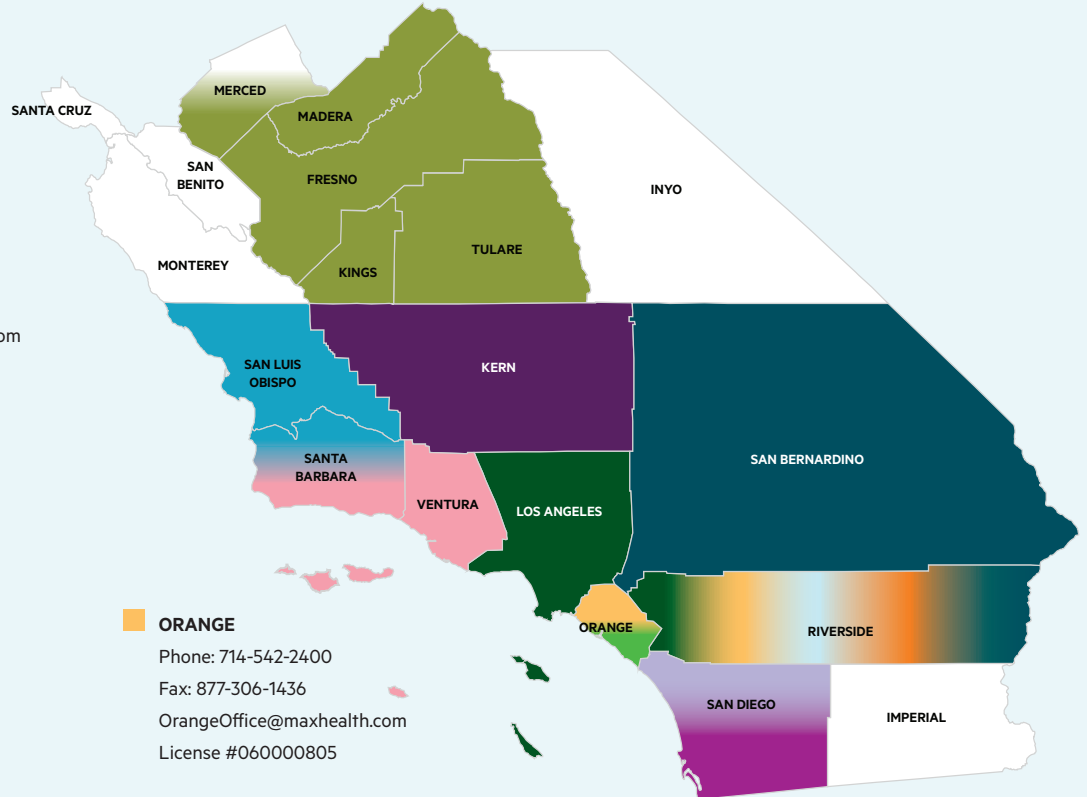 MERCED
SANTA CRUZ
MADERA
SAN
BENITO
FRESNO
INYO
TULARE
MONTEREY
KINGS
om
SAN LUIS
OBISPO
KERN
SANTA
BARBARA
SAN BERNARDINO
VENTURA
LOS ANGELES
ORANGE
ORANGE
RIVERSIDE
Phone: 714-542-2400
Fax: 877-306-1436
OrangeOffice@maxhealth.com
License #060000805
SAN DIEGO
IMPERIAL